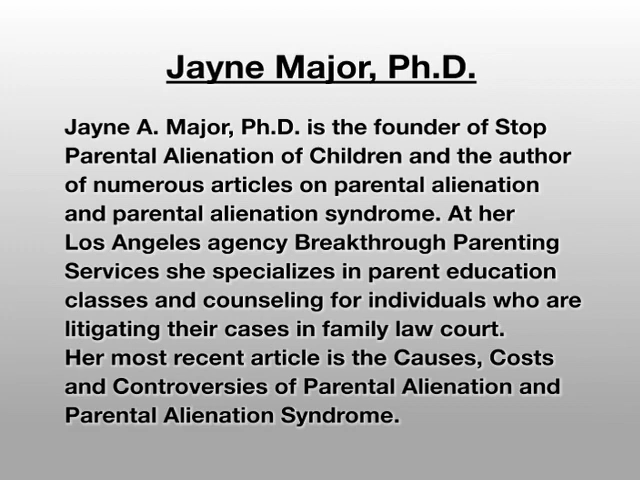 Jayne Major, Ph.D.
Jayne A. Major, Ph.D. is the founder of Stop
Parental Alienation of Children and the author
of numerous articles on parental alienation
and parental alienation syndrome. At her
Los Angeles agency Breakthrough Parenting
Services she specializes in parent education
classes and counseling for individuals who are
litigating their cases in family law court.
Her most recent article is the Causes, Costs
and Controversies of Parental Alienation and
Parental Alienation Syndrome.